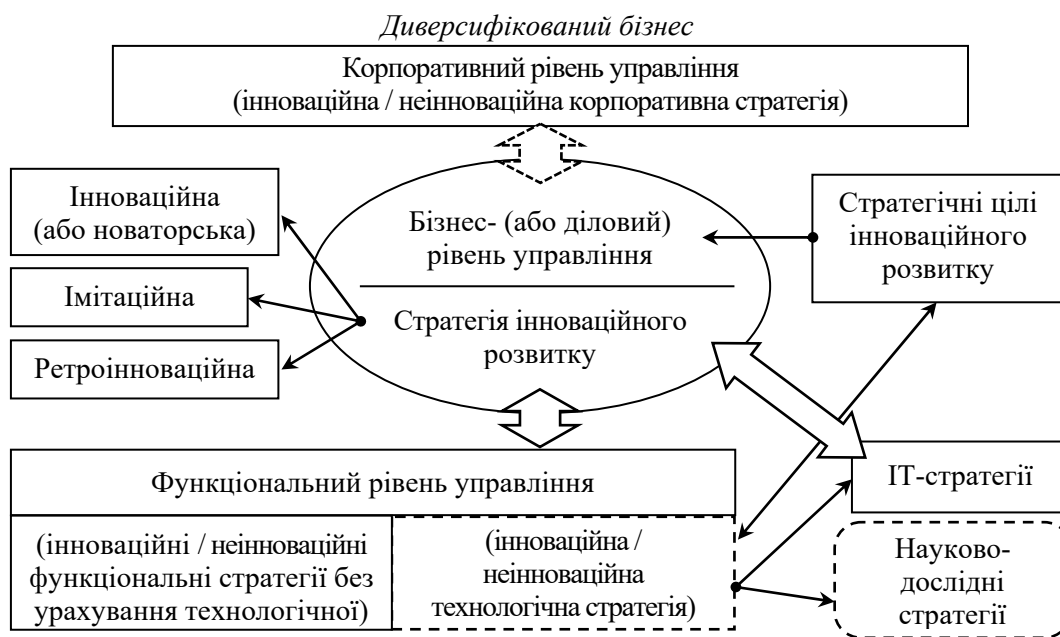 Диверсифікований бізнес
Корпоративний рівень управління
(інноваційна / неінноваційна корпоративна стратегія)
Інноваційна
(або новаторська)
Імітаційна
Ретроінноваційна
Бізнес- (або діловий)
рівень управління
Стратегія інноваційного
розвитку
Стратегічні цілі
інноваційного
розвитку
Функціональний рівень управління
(інноваційні / неінноваційні
функціональні стратегії без
урахування технологічної)
(інноваційна /
неінноваційна
технологічна стратегія)
ІТ-стратегії
Науково-
дослідні
стратегії